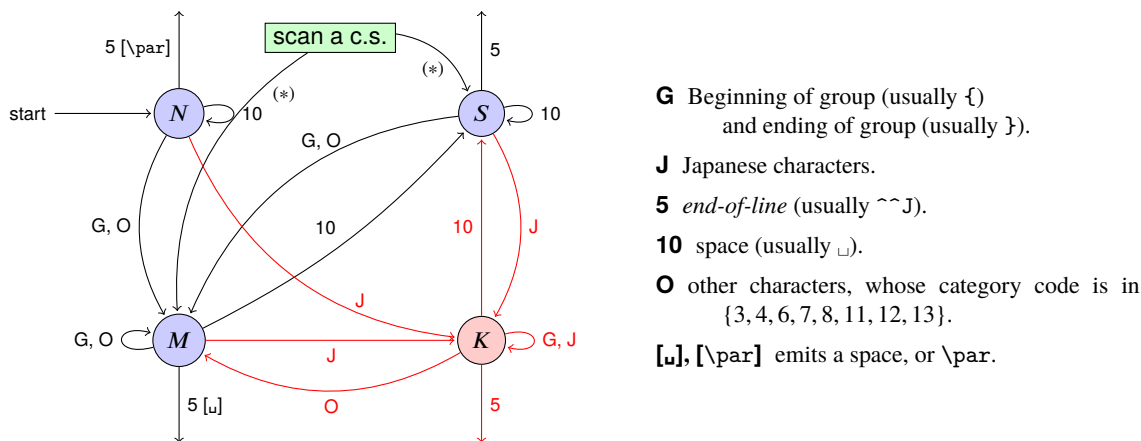 5 [\par]
scan a c.s.
5
(∗)
(∗)
start
N
10
S
10
G, O
G, O
10
10
J
J
G, O
M
J
K
G, J
O
5 [␣]
5
G Beginning of group (usually {)
and ending of group (usually }).
J Japanese characters.
5 end-of-line (usually ^^J).
10 space (usually ␣).
O other characters, whose category code is in
{3, 4, 6, 7, 8, 11, 12, 13}.
[␣], [\par] emits a space, or \par.